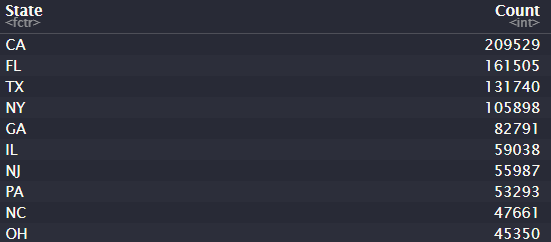 State Count
<fctr> <int>
CA 209529
FL 161505
TX 131740
NY 105898
GA 82791
IL 59038
NJ 55987
PA 53293
NC 47661
OH 45350